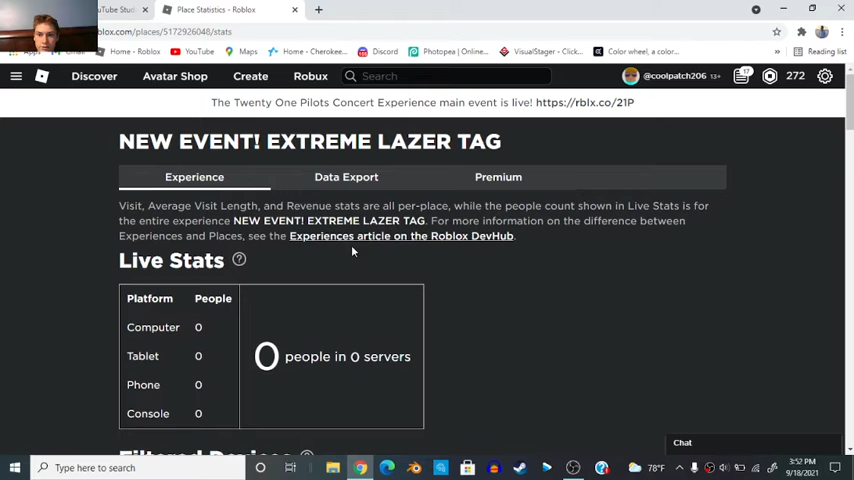 uTube Stud
Place Statistics - Roblox
blox.com/places/5172926048/stats
Apps
Gmail
Home - Roblox
YouTube
Maps
Home - Cherokee...
Discord
Photopea | Online...
VisualStager - Click...
Color wheel, a color...
Reading list
Discover
Avatar Shop
Create
Robux
Search
@coolpatch206 13+
17
272
The Twenty One Pilots Concert Experience main event is live! https://rblx.co/21P
NEW EVENT! EXTREME LAZER TAG
Experience
Data Export
Premium
Visit, Average Visit Length, and Revenue stats are all per-place, while the people count shown in Live Stats is for
the entire experience NEW EVENT! EXTREME LAZER TAG. For more information on the difference between
Experiences and Places, see the Experiences article on the Roblox DevHub.
Live Stats ?
Platform People
Computer 0
Tablet 0
Phone 0
Console 0
0 people in 0 servers
Filtered Devices
Chat
Type here to search
78°F
3:52 PM
9/18/2021